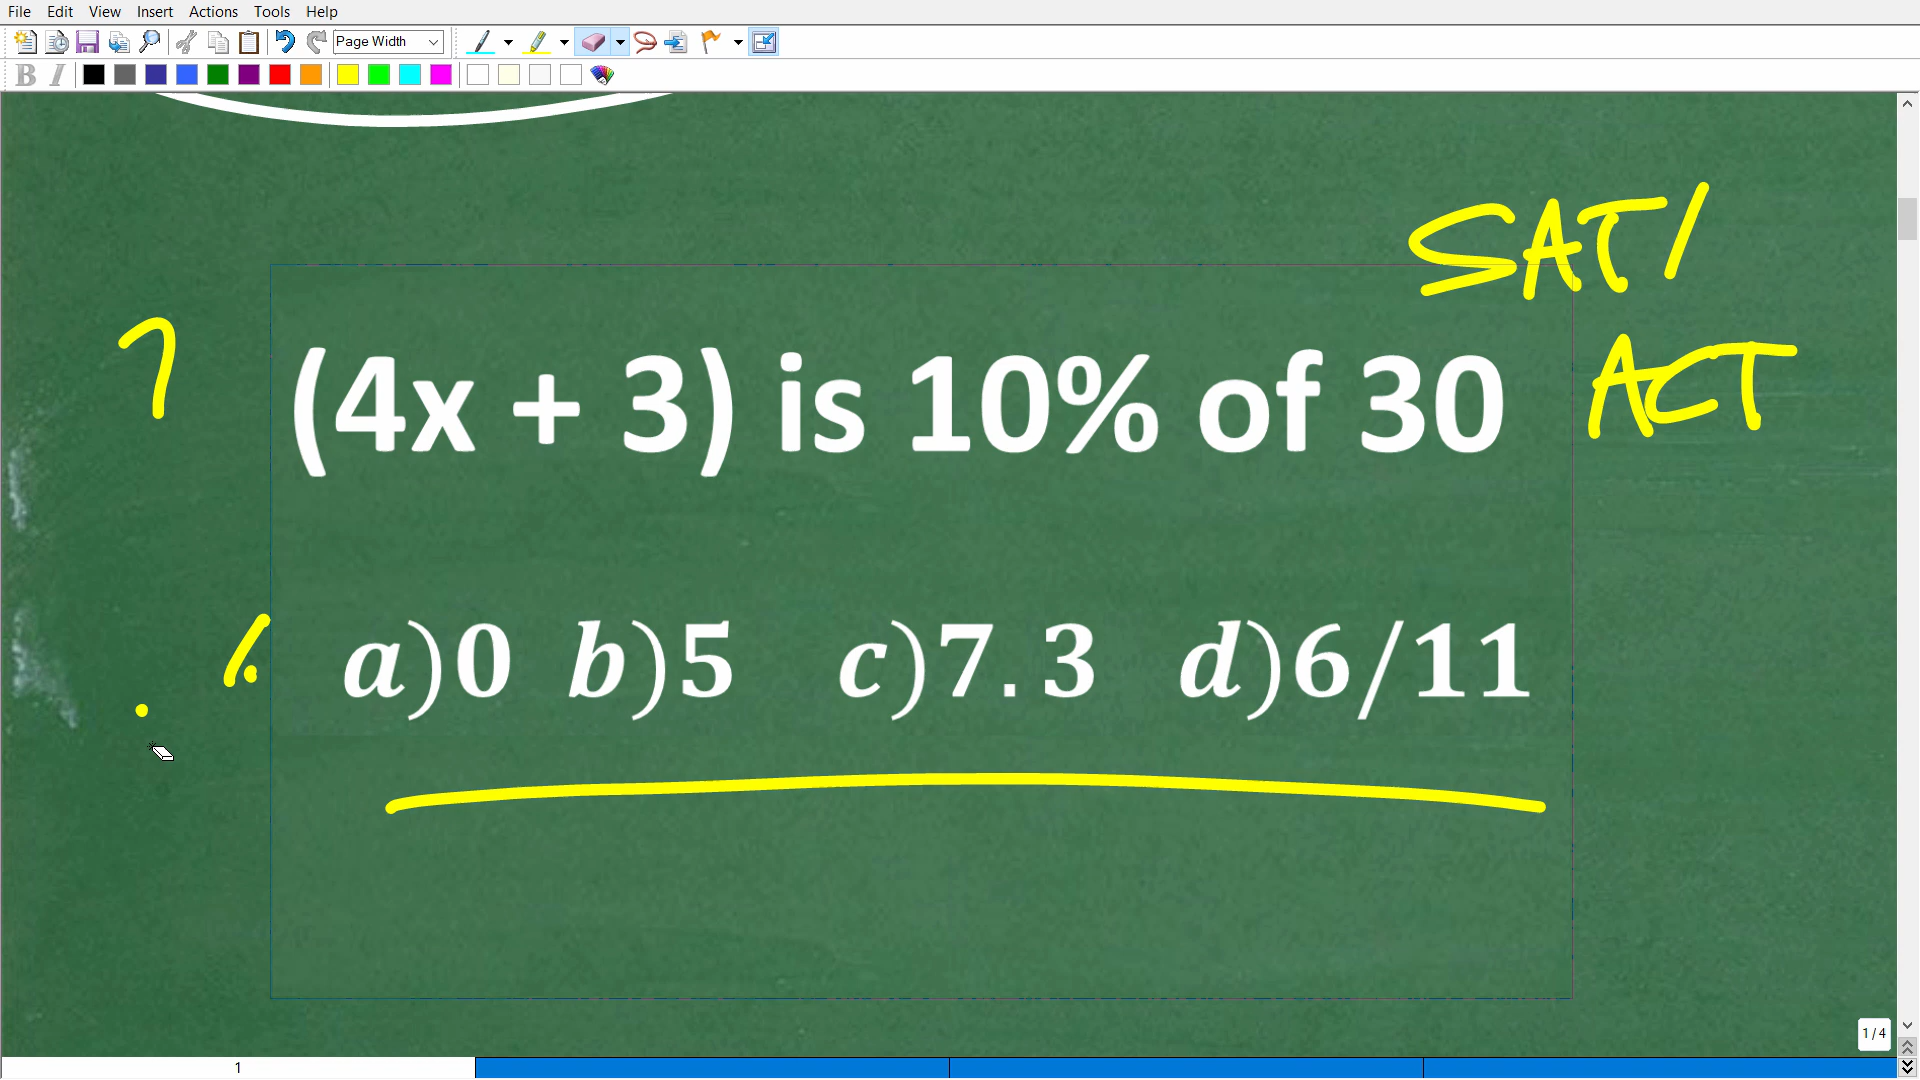 File Edit View Insert Actions Tools Help
Page Width
B I
SAT/
ACT
(4x + 3) is 10% of 30
a)0 b)5 c)7.3 d)6/11
1 / 4
1